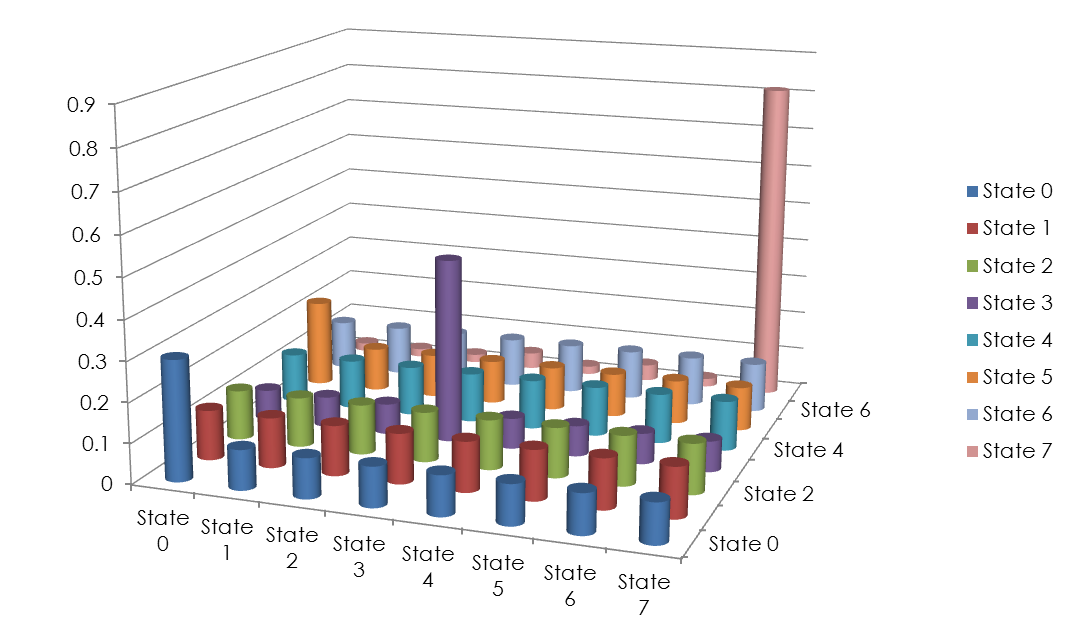 0.9
0.8
0.7
0.6
0.5
0.4
0.3
0.2
0.1
0
State
0
State
1
State
2
State
3
State
4
State
5
State
6
State
7
State 0
State 2
State 4
State 6
State 0
State 1
State 2
State 3
State 4
State 5
State 6
State 7